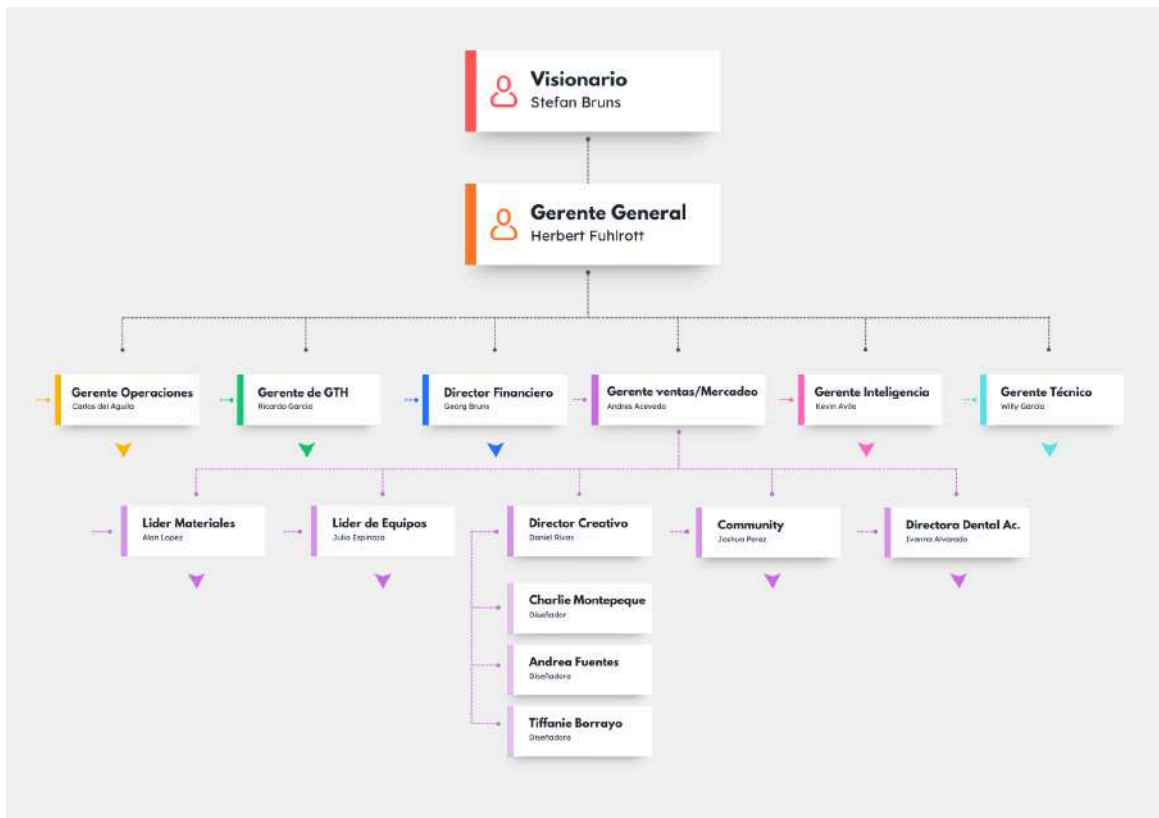 Visionario
Stefan Bruns
Gerente General
Herbert Fuhlrott
Gerente Operaciones
Carlos del Aguila
Gerente de GTH
Ricardo Garcia
Director Financiero
Georg Bruns
Gerente ventas/Mercadeo
Andres Acevedo
Gerente Inteligencia
Kevin Avila
Gerente Técnico
Willy Garcia
Lider Materiales
Alan Lopez
Lider de Equipos
Julio Espinoza
Director Creativo
Daniel Rivas
Community
Joshua Perez
Directora Dental Ac.
Ivanna Alvarado
Charlie Montepeque
Diseñador
Andrea Fuentes
Diseñadora
Tiffanie Borrayo
Diseñadora